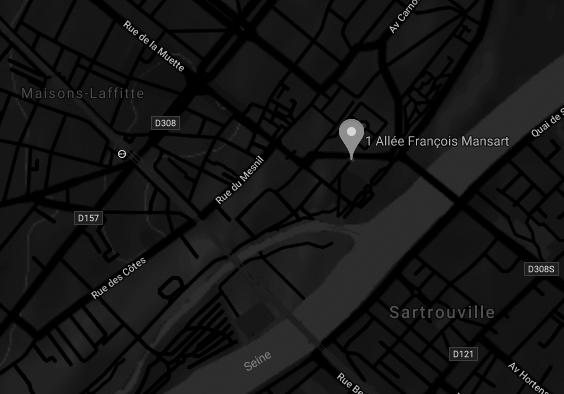 Rue de la Muette
Av Carno
Maisons-Laffitte
D308
1 Allée François Mansart
Quai de S
Rue du Mesnil
D157
Rue des Côtes
D308S
Sartrouville
Seine
D121
Rue Be
Av Hortens